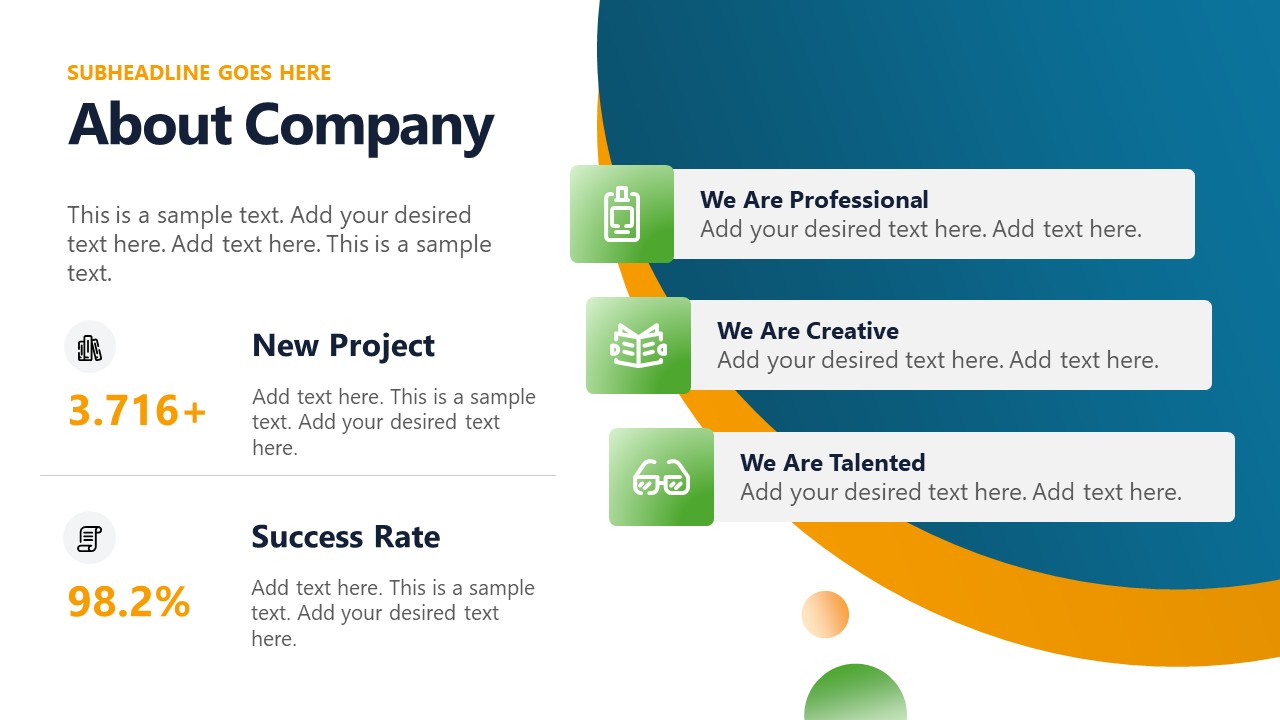 SUBHEADLINE GOES HERE
About Company
This is a sample text. Add your desired
text here. Add text here. This is a sample
text.
New Project
3.716+
Add text here. This is a sample
text. Add your desired text
here.
Success Rate
98.2%
Add text here. This is a sample
text. Add your desired text
here.
We Are Professional
Add your desired text here. Add text here.
We Are Creative
Add your desired text here. Add text here.
We Are Talented
Add your desired text here. Add text here.